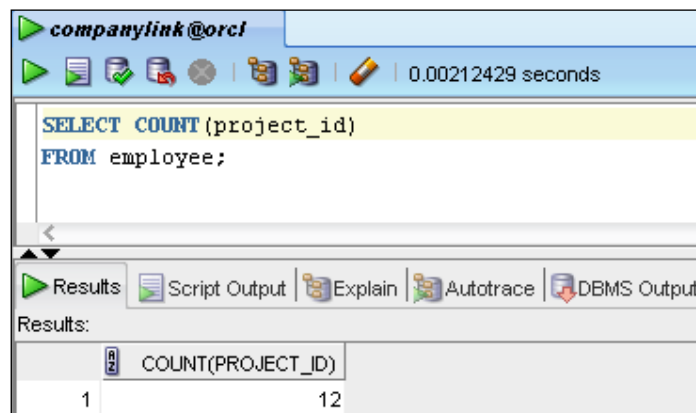 companylink@orcl
0.00212429 seconds
SELECT COUNT(project_id)
FROM employee;
Results Script Output Explain Autotrace DBMS Output
Results:
COUNT(PROJECT_ID)
1 12